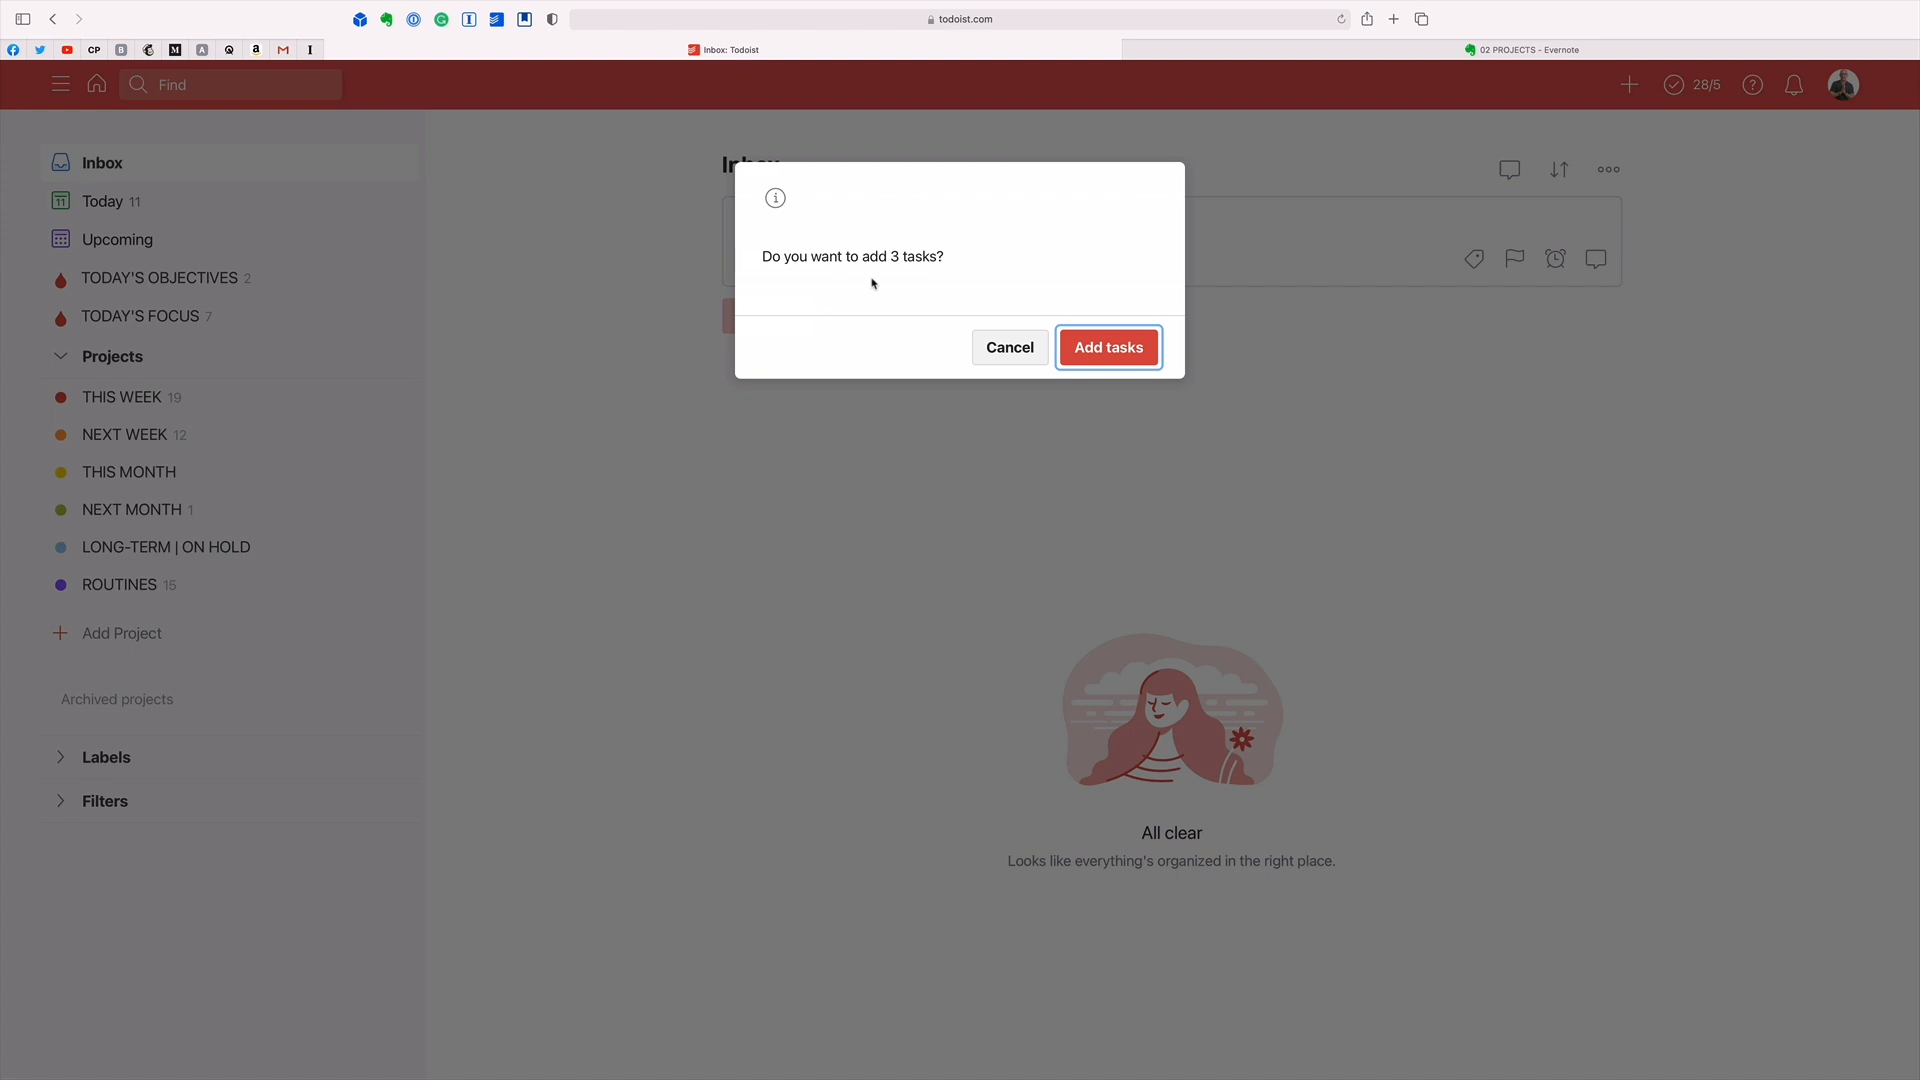 todoist.com
CP
Inbox: Todoist
02 PROJECTS - Evernote
Find
28/5
Inbox
Today 11
Upcoming
TODAY'S OBJECTIVES 2
TODAY'S FOCUS 7
Projects
THIS WEEK 19
NEXT WEEK 12
THIS MONTH
NEXT MONTH 1
LONG-TERM | ON HOLD
ROUTINES 15
Add Project
Archived projects
Labels
Filters
Inbox
Do you want to add 3 tasks?
Cancel
Add tasks
All clear
Looks like everything's organized in the right place.